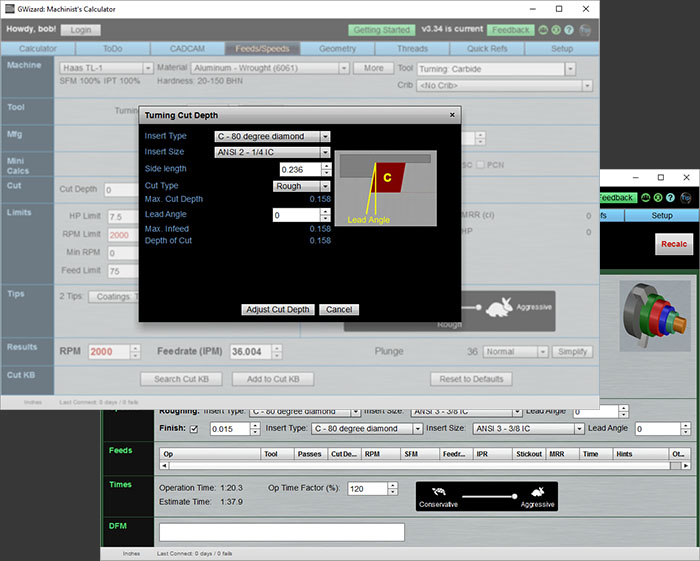 GWizard: Machinist's Calculator
Howdy, bob! Login Getting Started v3.34 is current Feedback
Calculator ToDo CADCAM Feeds/Speeds Geometry Threads Quick Refs Setup
Machine Haas TL-1 Material Aluminum - Wrought (6061) More Tool Turning: Carbide
SFM 100% IPT 100% Hardness: 20-150 BHN Crib <No Crib>
Tool
Mfg
Mini Calcs PCN
Cut Cut Depth 0
Limits HP Limit 7.5 MRR (ci) 0
RPM Limit 2000 HP 0
Min RPM 0
Feed Limit 75
Tips 2 Tips: Aggressive
Rough
Results RPM 2000 Feedrate (IPM) 36.004 Plunge 36 Normal Simplify
Cut KB Search Cut KB Add to Cut KB Reset to Defaults
Inches Last Connect: 0 days / 0 fails
Turning Cut Depth ×
Insert Type C - 80 degree diamond
Insert Size ANSI 2 - 1/4 IC
Side length 0.236
Cut Type Rough
Max. Cut Depth 0.158
Lead Angle 0
Max. Infeed 0.158
Depth of Cut 0.158
C
Lead Angle
Adjust Cut Depth Cancel
Feedback
fs Setup
Recalc
Roughing: Insert Type: C - 80 degree diamond Insert Size: ANSI 3 - 3/8 IC Lead Angle 0
Finish: 0.015 Insert Type: C - 80 degree diamond Insert Size: ANSI 3 - 3/8 IC Lead Angle 0
Feeds Op Tool Passes Cut De... RPM SFM Feedr... IPR Stickout MRR Time Hints Ot...
Times Operation Time: 1:20.3 Op Time Factor (%): 120
Estimate Time: 1:37.9 Conservative Aggressive
DFM
Inches Last Connect: 0 days / 0 fails